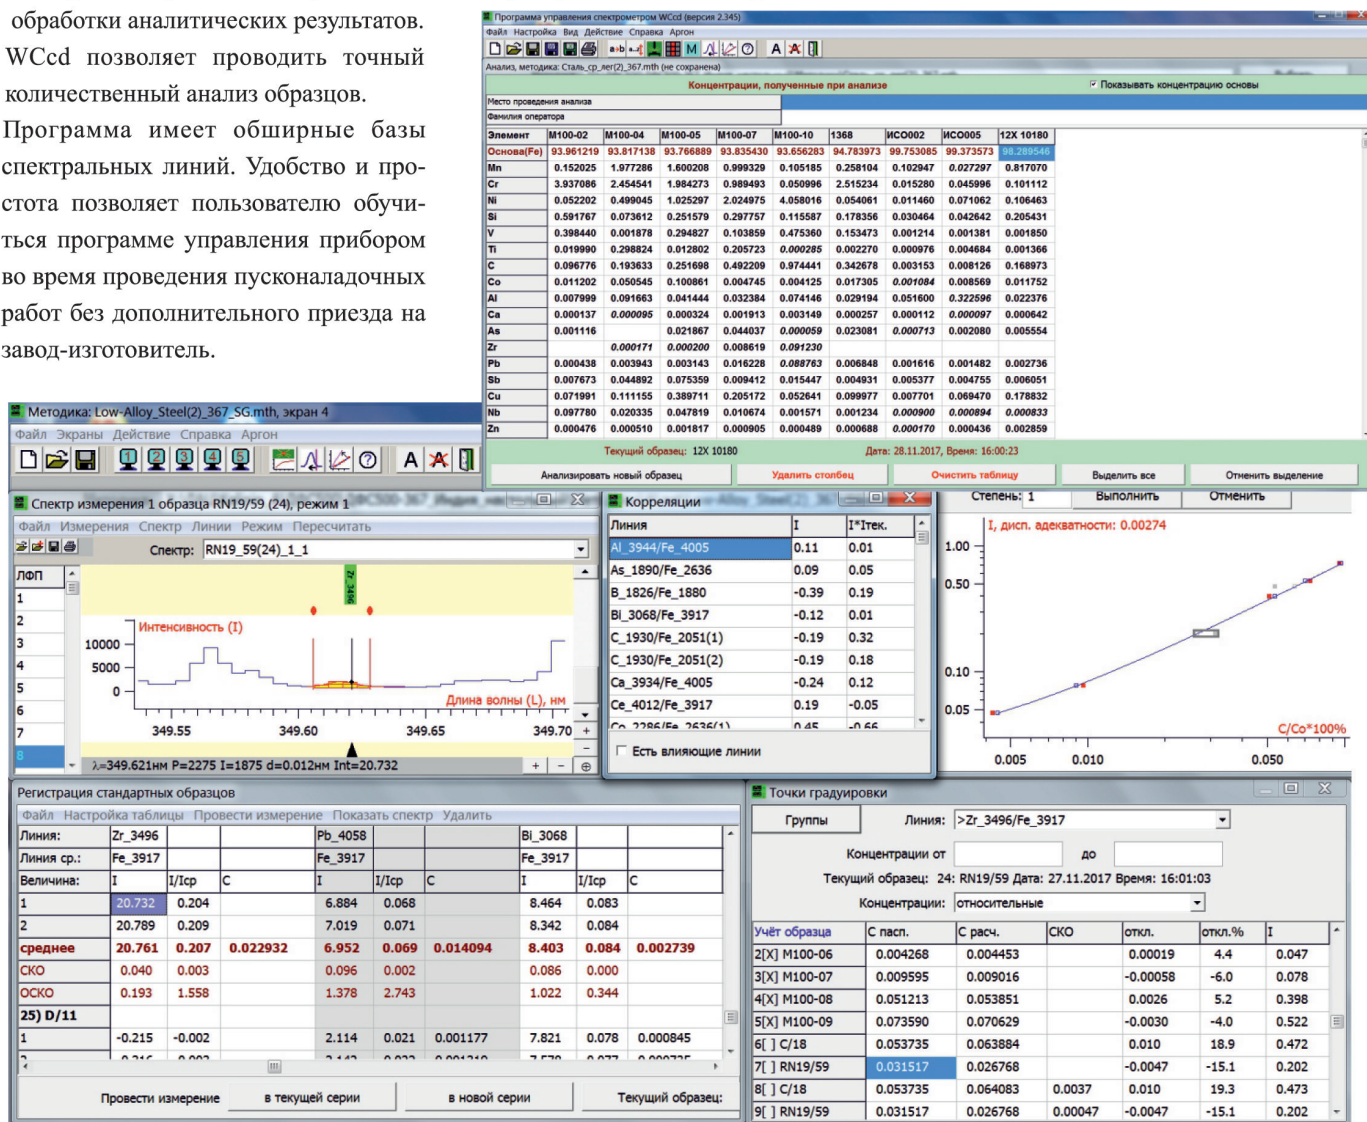 обработки аналитических результатов.
WCcd позволяет проводить точный
количественный анализ образцов.
Программа имеет обширные базы
спектральных линий. Удобство и про-
стота позволяет пользователю обучи-
ться программе управления прибором
во время проведения пусконаладочных
работ без дополнительного приезда на
завод-изготовитель.
Программа управления спектрометром WCcd (версия 2.345)
Файл Настройка Вид Действие Справка Аргон
Анализ, методика: Сталь_ср_лег(2)_367.mth (не сохранена)
Концентрации, полученные при анализе Показывать концентрацию основы
Место проведения анализа
Фамилия оператора
Элемент М100-02 М100-04 М100-05 М100-07 М100-10 1368 ИСО002 ИСО005 12Х 10180
Основа(Fe) 93.961219 93.817138 93.766889 93.835430 93.656283 94.783973 99.753085 99.373573 98.289546
Mn 0.152025 1.977286 1.600208 0.999329 0.105185 0.258104 0.102947 0.027297 0.817070
Cr 3.937086 2.454541 1.984273 0.989493 0.050996 2.515234 0.015280 0.045996 0.101112
Ni 0.052202 0.499045 1.025297 2.024975 4.058016 0.054061 0.011460 0.071062 0.106463
Si 0.591767 0.073612 0.251579 0.297757 0.115587 0.178356 0.030464 0.042642 0.205431
V 0.398440 0.001878 0.294827 0.103859 0.475360 0.153473 0.001214 0.001381 0.001850
Ti 0.019990 0.298824 0.012802 0.205723 0.000285 0.002270 0.000976 0.004684 0.001366
C 0.096776 0.193633 0.251698 0.492209 0.974441 0.342678 0.003153 0.008126 0.168973
Co 0.011202 0.050545 0.100861 0.004745 0.004125 0.017305 0.001084 0.008569 0.011752
Al 0.007999 0.091663 0.041444 0.032384 0.074146 0.029194 0.051600 0.322596 0.022376
Ca 0.000137 0.000095 0.000324 0.001913 0.003149 0.000257 0.000112 0.000097 0.000642
As 0.001116 0.021867 0.044037 0.000059 0.023081 0.000713 0.002080 0.005554
Zr 0.000171 0.000200 0.008619 0.091230
Pb 0.000438 0.003943 0.003143 0.016228 0.088763 0.006848 0.001616 0.001482 0.002736
Sb 0.007673 0.044892 0.075359 0.009412 0.015447 0.004931 0.005377 0.004755 0.006051
Cu 0.071991 0.111155 0.389711 0.205172 0.052641 0.099977 0.007701 0.069470 0.178832
Nb 0.097780 0.020335 0.047819 0.010674 0.001571 0.001234 0.000900 0.000894 0.000833
Zn 0.000476 0.000510 0.001817 0.000905 0.000489 0.000688 0.000170 0.000436 0.002859
Текущий образец: 12Х 10180 Дата: 28.11.2017, Время: 16:00:23
Анализировать новый образец Удалить столбец Очистить таблицу Выделить все Отменить выделение
Методика: Low-Alloy_Steel(2)_367_SG.mth, экран 4
Файл Экраны Действие Справка Аргон
1 2 3 4 5
Спектр измерения 1 образца RN19/59 (24), режим 1
Файл Измерения Спектр Линии Режим Пересчитать
Спектр: RN19_59(24)_1_1
ЛФП
1
2
3
4
5
6
7
8
Zr_3496
Интенсивность (I)
10000
5000
0
Длина волны (L), нм
349.55 349.60 349.65 349.70
λ=349.621нм P=2275 I=1875 d=0.012нм Int=20.732
Корреляции
Линия I I*Iтек.
Al_3944/Fe_4005 0.11 0.01
As_1890/Fe_2636 0.09 0.05
B_1826/Fe_1880 -0.39 0.19
Bi_3068/Fe_3917 -0.12 0.01
C_1930/Fe_2051(1) -0.19 0.32
C_1930/Fe_2051(2) -0.19 0.18
Ca_3934/Fe_4005 -0.24 0.12
Ce_4012/Fe_3917 0.19 -0.05
Co_2286/Fe_2636(1) 0.45 -0.66
Есть влияющие линии
Степень: 1 Выполнить Отменить
I, дисп. адекватности: 0.00274
1.00
0.50
0.10
0.05
C/Co*100%
0.005 0.010 0.050
Регистрация стандартных образцов
Файл Настройка таблицы Провести измерение Показать спектр Удалить
Линия: Zr_3496 Pb_4058 Bi_3068
Линия ср.: Fe_3917 Fe_3917 Fe_3917
Величина: I I/Iср C I I/Iср C I I/Iср C
1 20.732 0.204 6.884 0.068 8.464 0.083
2 20.789 0.209 7.019 0.071 8.342 0.084
среднее 20.761 0.207 0.022932 6.952 0.069 0.014094 8.403 0.084 0.002739
СКО 0.040 0.003 0.096 0.002 0.086 0.000
ОСКО 0.193 1.558 1.378 2.743 1.022 0.344
25) D/11
1 -0.215 -0.002 2.114 0.021 0.001177 7.821 0.078 0.000845
Провести измерение в текущей серии в новой серии Текущий образец:
Точки градуировки
Группы Линия: >Zr_3496/Fe_3917
Концентрации от до
Текущий образец: 24: RN19/59 Дата: 27.11.2017 Время: 16:01:03
Концентрации: относительные
Учёт образца C пасп. C расч. СКО откл. откл.% I
2[X] M100-06 0.004268 0.004453 0.00019 4.4 0.047
3[X] M100-07 0.009595 0.009016 -0.00058 -6.0 0.078
4[X] M100-08 0.051213 0.053851 0.0026 5.2 0.398
5[X] M100-09 0.073590 0.070629 -0.0030 -4.0 0.522
6[ ] C/18 0.053735 0.063884 0.010 18.9 0.472
7[ ] RN19/59 0.031517 0.026768 -0.0047 -15.1 0.202
8[ ] C/18 0.053735 0.064083 0.0037 0.010 19.3 0.473
9[ ] RN19/59 0.031517 0.026768 0.00047 -0.0047 -15.1 0.202